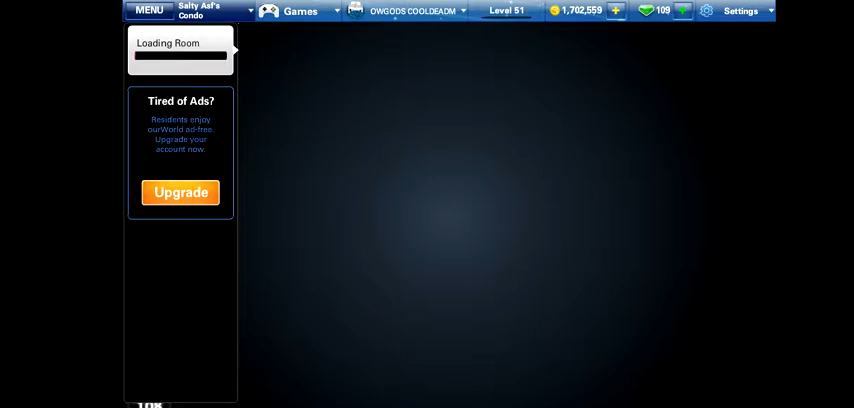 MENU
Salty Asf's
Condo
Games
OWGODS COOLDEADM
Level 51
1,702,559
109
Settings
Loading Room
Tired of Ads?
Residents enjoy
ourWorld ad-free.
Upgrade your
account now.
Upgrade